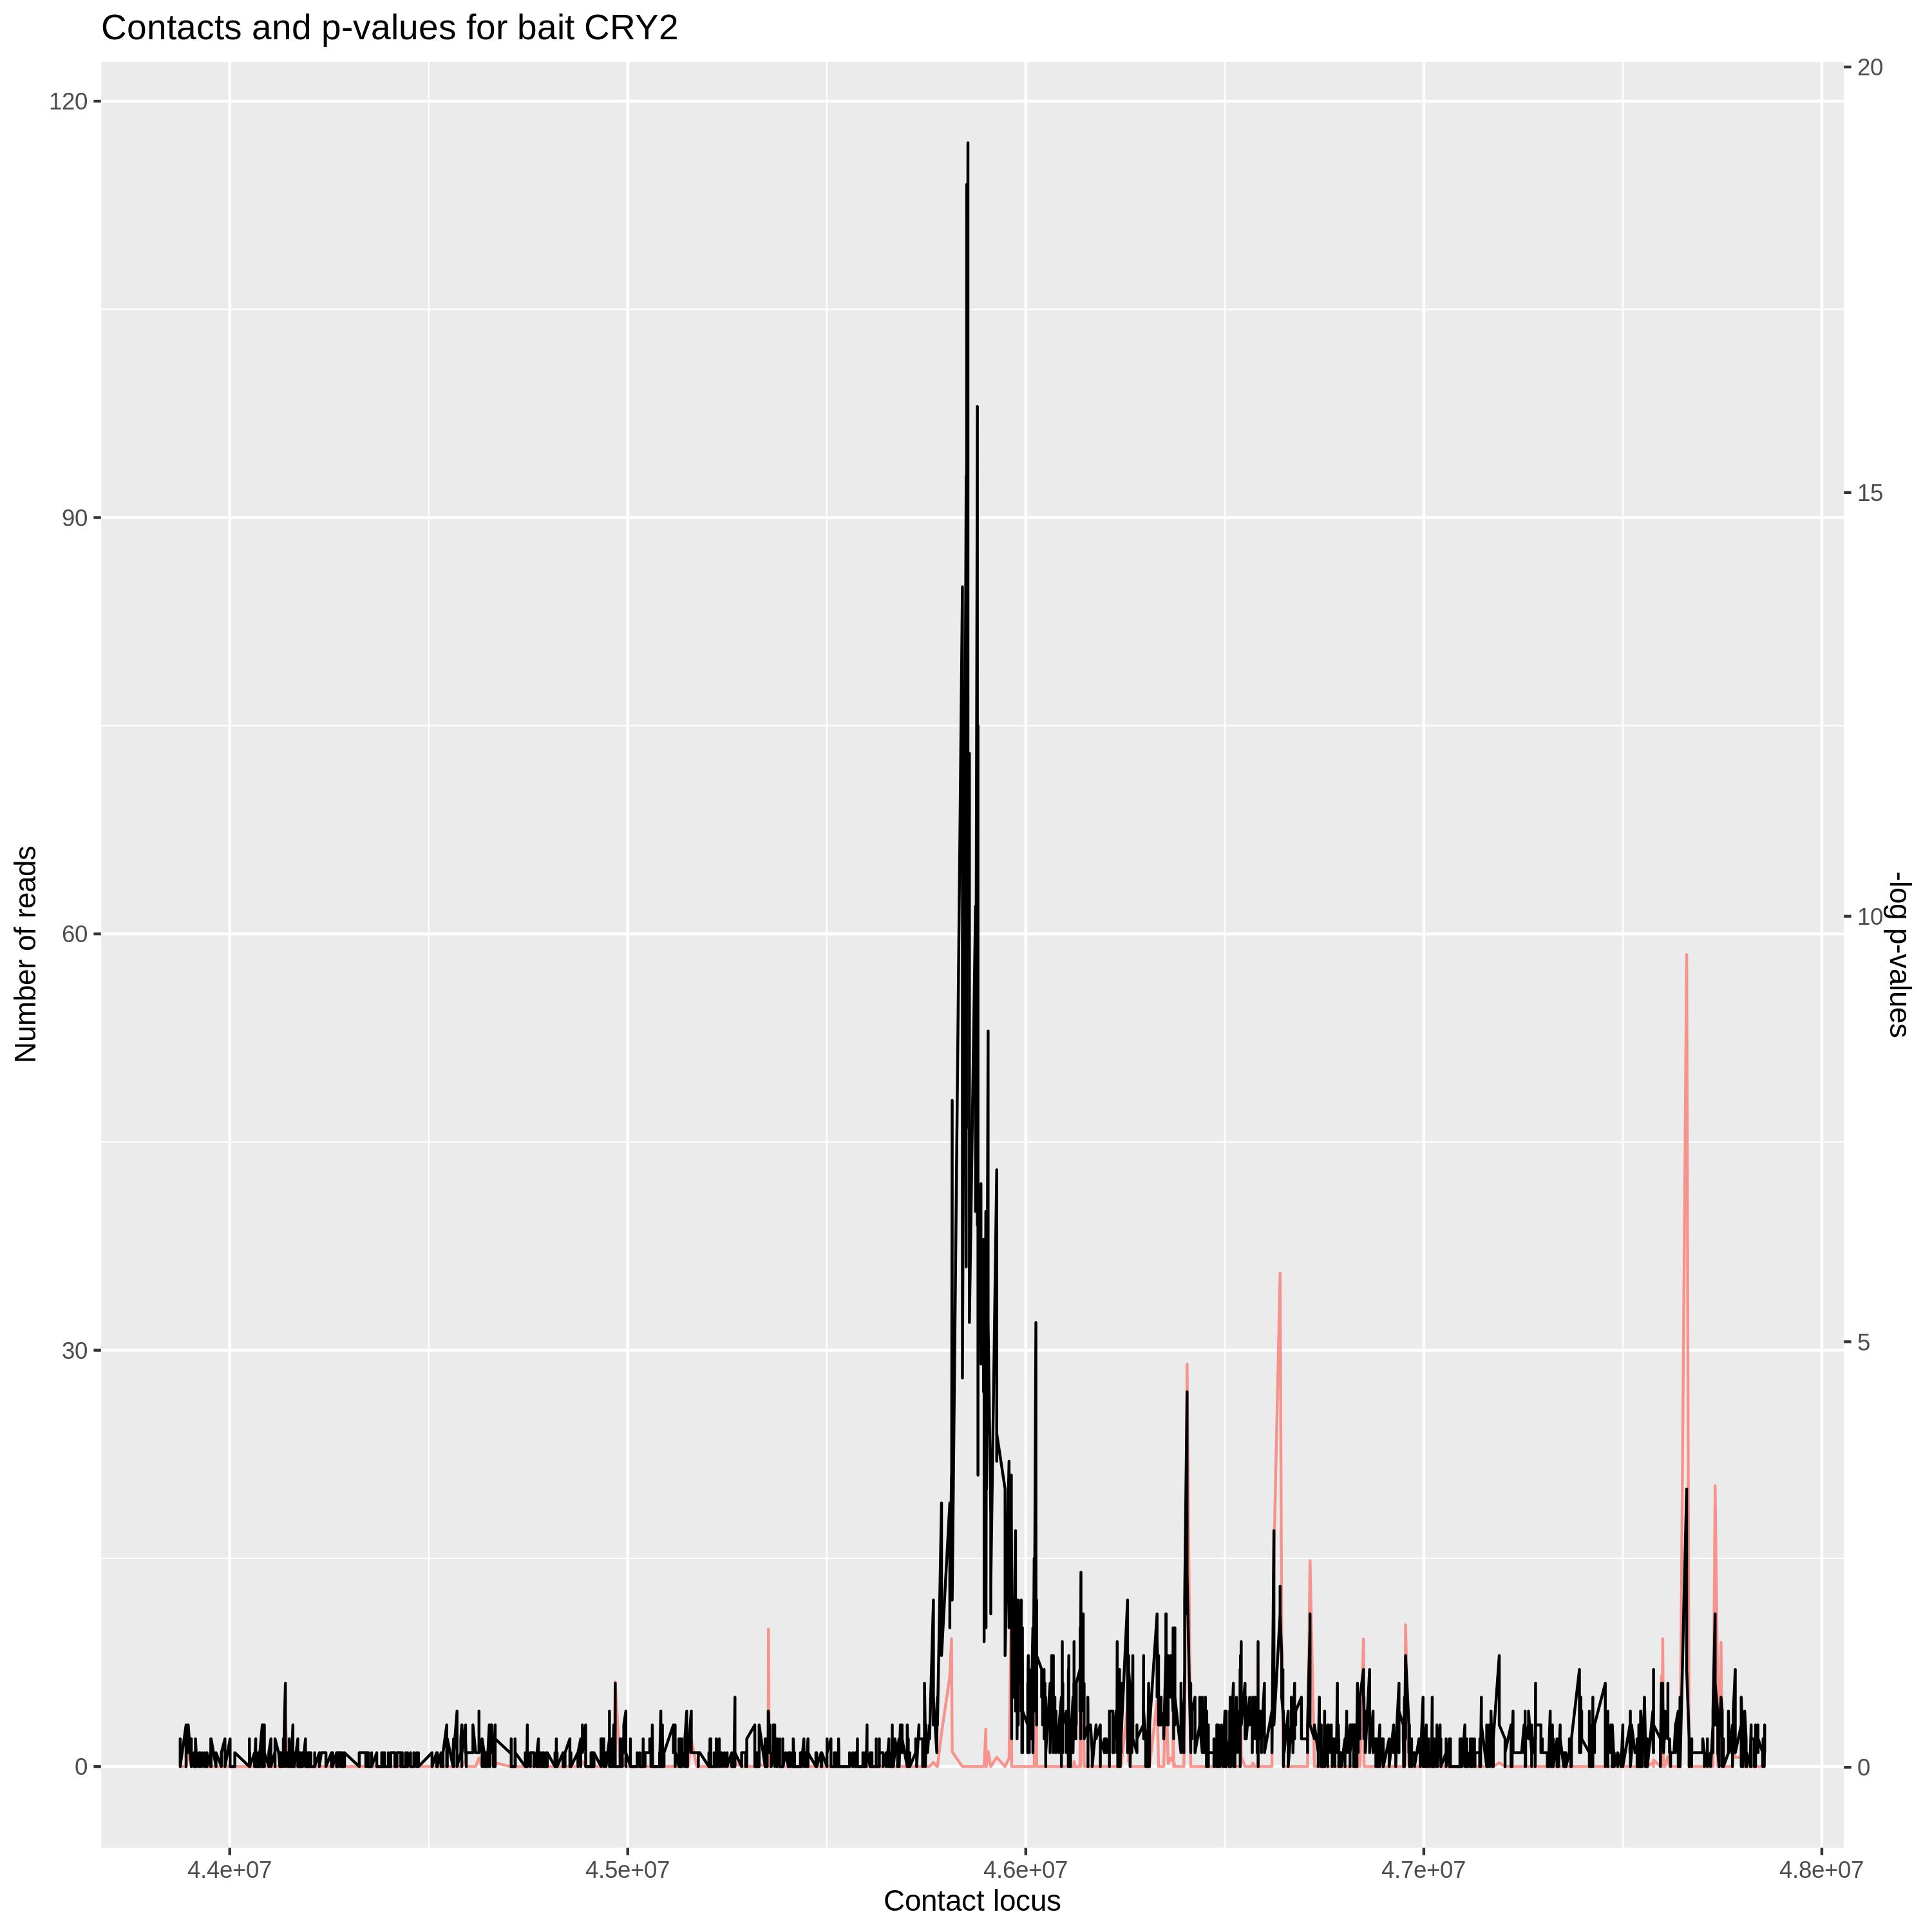 Contacts and p-values for bait CRY2
120
90
60
30
0
Number of reads
20
15
10
5
0
-log p-values
4.4e+07
4.5e+07
4.6e+07
4.7e+07
4.8e+07
Contact locus